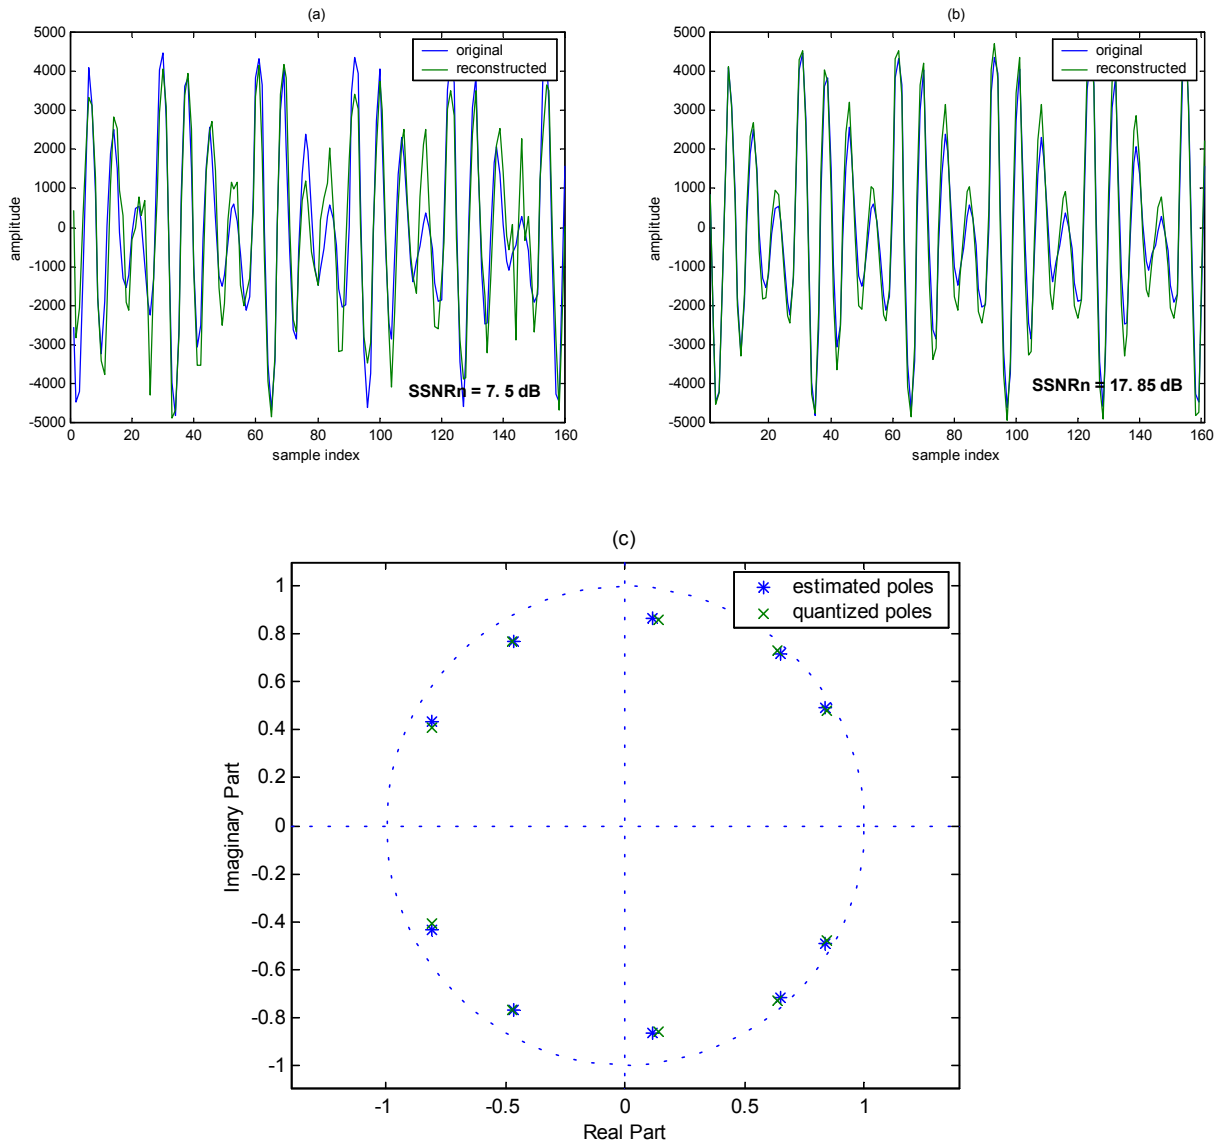 (a)
5000
4000
3000
2000
1000
0
-1000
-2000
-3000
-4000
-5000
amplitude
original
reconstructed
SSNRn = 7. 5 dB
0 20 40 60 80 100 120 140 160
sample index
(b)
5000
4000
3000
2000
1000
0
-1000
-2000
-3000
-4000
-5000
amplitude
original
reconstructed
SSNRn = 17. 85 dB
20 40 60 80 100 120 140 160
sample index
(c)
1
0.8
0.6
0.4
0.2
0
-0.2
-0.4
-0.6
-0.8
-1
Imaginary Part
estimated poles
quantized poles
-1 -0.5 0 0.5 1
Real Part